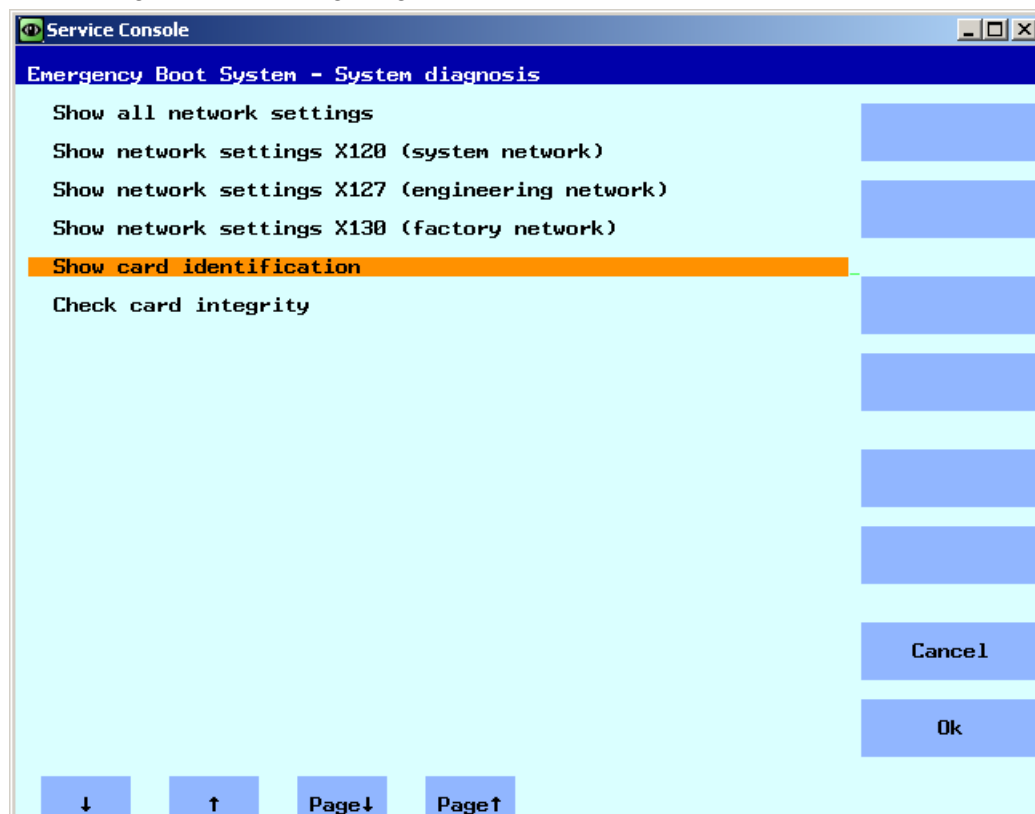 Service Console
Emergency Boot System - System diagnosis
Show all network settings
Show network settings X120 (system network)
Show network settings X127 (engineering network)
Show network settings X130 (factory network)
Show card identification
Check card integrity
Cancel
Ok
↓ ↑ Page↓ Page↑